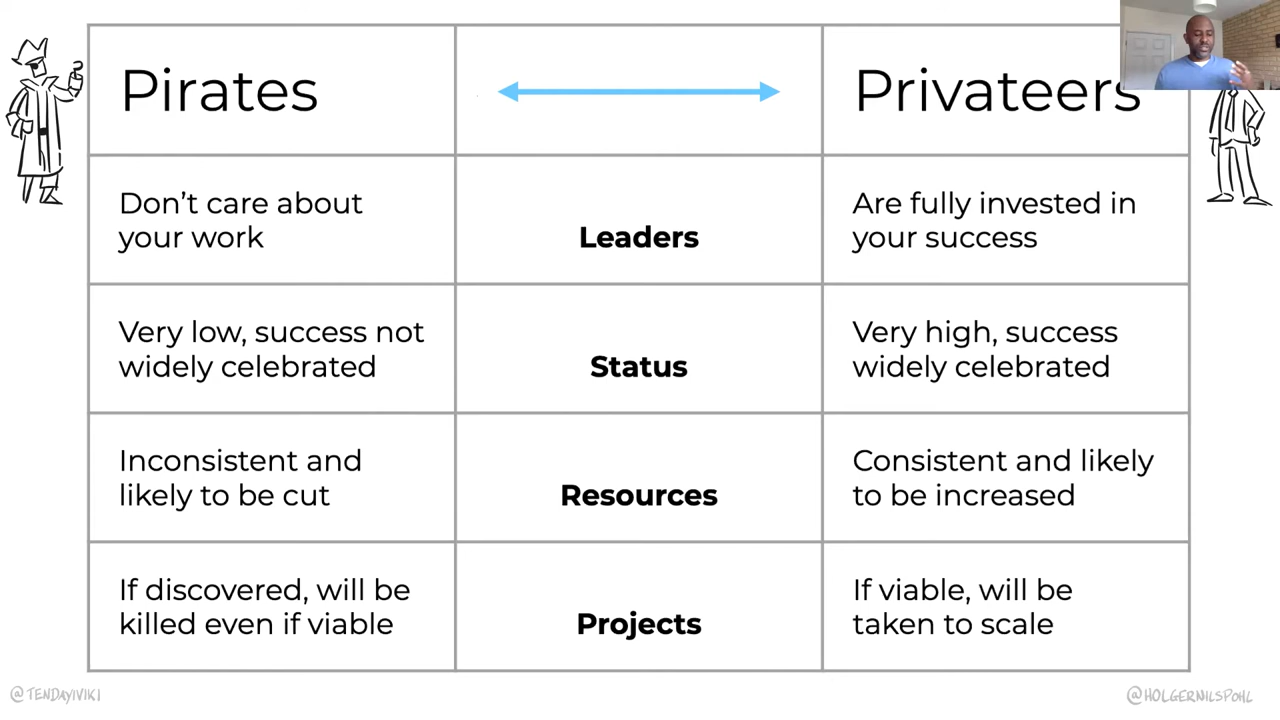 Pirates
Privateers
Don't care about
your work
Leaders
Are fully invested in
your success
Very low, success not
widely celebrated
Status
Very high, success
widely celebrated
Inconsistent and
likely to be cut
Resources
Consistent and likely
to be increased
If discovered, will be
killed even if viable
Projects
If viable, will be
taken to scale
@TENDAYIVIKI
@HOLGERNILSPOHL